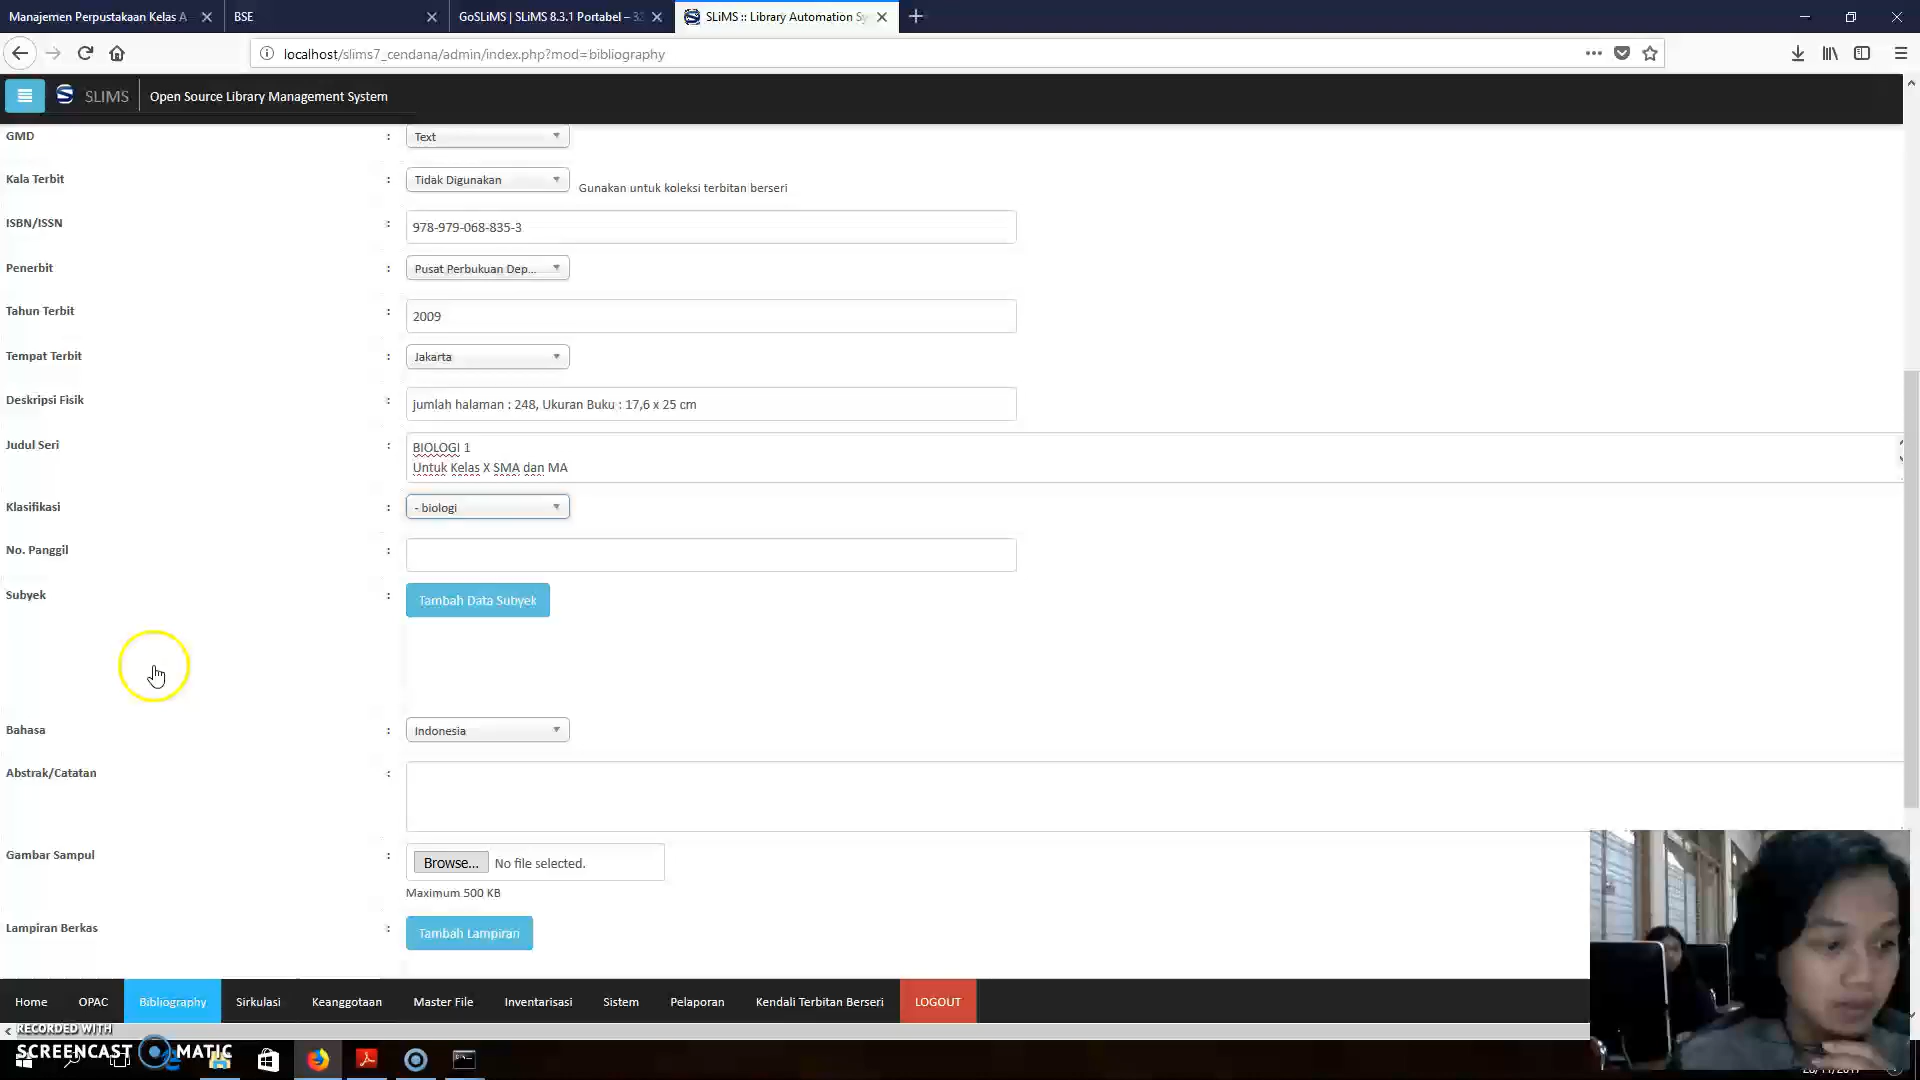 Manajemen Perpustakaan Kelas A
BSE
GoSLiMS | SLiMS 8.3.1 Portabel – 32
SLiMS :: Library Automation Sy
localhost/slims7_cendana/admin/index.php?mod=bibliography
SLIMS
Open Source Library Management System
GMD : Text
Kala Terbit : Tidak Digunakan Gunakan untuk koleksi terbitan berseri
ISBN/ISSN : 978-979-068-835-3
Penerbit : Pusat Perbukuan Dep...
Tahun Terbit : 2009
Tempat Terbit : Jakarta
Deskripsi Fisik : jumlah halaman : 248, Ukuran Buku : 17,6 x 25 cm
Judul Seri : BIOLOGI 1
Untuk Kelas X SMA dan MA
Klasifikasi : - biologi
No. Panggil :
Subyek : Tambah Data Subyek
Bahasa : Indonesia
Abstrak/Catatan :
Gambar Sampul : Browse... No file selected.
Maximum 500 KB
Lampiran Berkas : Tambah Lampiran
Home OPAC Bibliography Sirkulasi Keanggotaan Master File Inventarisasi Sistem Pelaporan Kendali Terbitan Berseri LOGOUT
RECORDED WITH
SCREENCAST MATIC